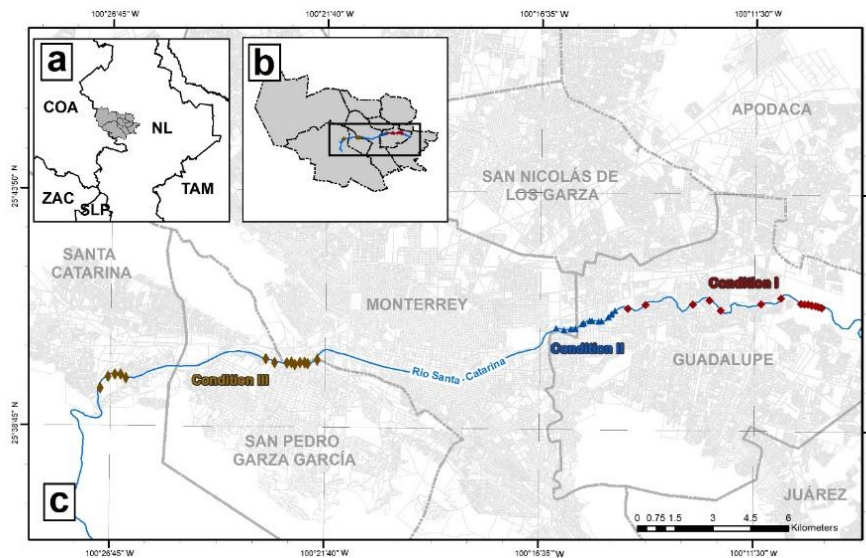 100°26'45" W
100°21'40" W
100°16'35" W
100°11'30" W
a
COA
NL
ZAC
SLP
TAM
b
APODACA
25°43'50" N
SAN NICOLÁS DE
LOS GARZA
SANTA
CATARINA
MONTERREY
Condition I
Condition II
GUADALUPE
Río Santa-Catarina
Condition III
25°38'45" N
SAN PEDRO
GARZA GARCÍA
JUÁREZ
c
0 0.75 1.5 3 4.5 6
Kilometers
100°26'45" W
100°21'40" W
100°16'35" W
100°11'30" W